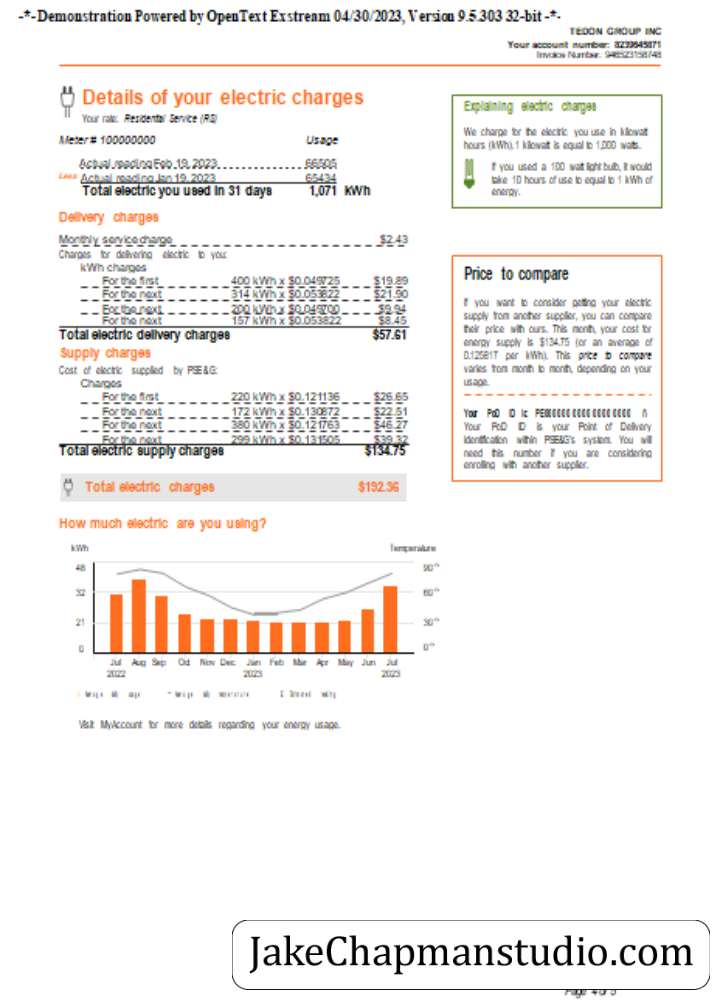 -*- Demonstration Powered by OpenText Exstream 04/30/2023, Version 9.5.303 32-bit -*-
TEDON GROUP INC
Your account number: 8239645071
Invoice Number: 946523158748
Details of your electric charges
Your rate: Residental Service (RS)
Meter # 100000000 Usage
Actual reading Feb 19, 2023 66505
Less Actual reading Jan 19, 2023 65434
Total electric you used in 31 days 1,071 kWh
Delivery charges
Monthly service charge $2.43
Charges for delivering electric to you:
kWh charges
For the first 400 kWh x $0.049725 $19.89
For the next 314 kWh x $0.053822 $21.90
For the next 200 kWh x $0.049700 $9.94
For the next 157 kWh x $0.053822 $8.45
Total electric delivery charges $57.61
Supply charges
Cost of electric supplied by PSE&G:
Charges
For the first 220 kWh x $0.121136 $26.65
For the next 172 kWh x $0.130872 $22.51
For the next 380 kWh x $0.121763 $46.27
For the next 299 kWh x $0.131505 $39.32
Total electric supply charges $134.75
Total electric charges $192.36
How much electric are you using?
kWh Temperature
48 90°
32 60°
21 30°
0 0°
Jul Aug Sep Oct Nov Dec Jan Feb Mar Apr May Jun Jul
2022 2023 2023
Visit MyAccount for more details regarding your energy usage.
Explaining electric charges
We charge for the electric you use in kilowatt
hours (kWh). 1 kilowatt is equal to 1,000 watts.
If you used a 100 watt light bulb, it would
take 10 hours of use to equal to 1 kWh of
energy.
Price to compare
If you want to consider getting your electric
supply from another supplier, you can compare
their price with ours. This month, your cost for
energy supply is $134.75 (or an average of
0.125817 per kWh). This price to compare
varies from month to month, depending on your
usage.
Your PoD ID is:
Your PoD ID is your Point of Delivery
identification within PSE&G's system. You will
need this number if you are considering
enrolling with another supplier.
JakeChapmanstudio.com
Page 4 of 5